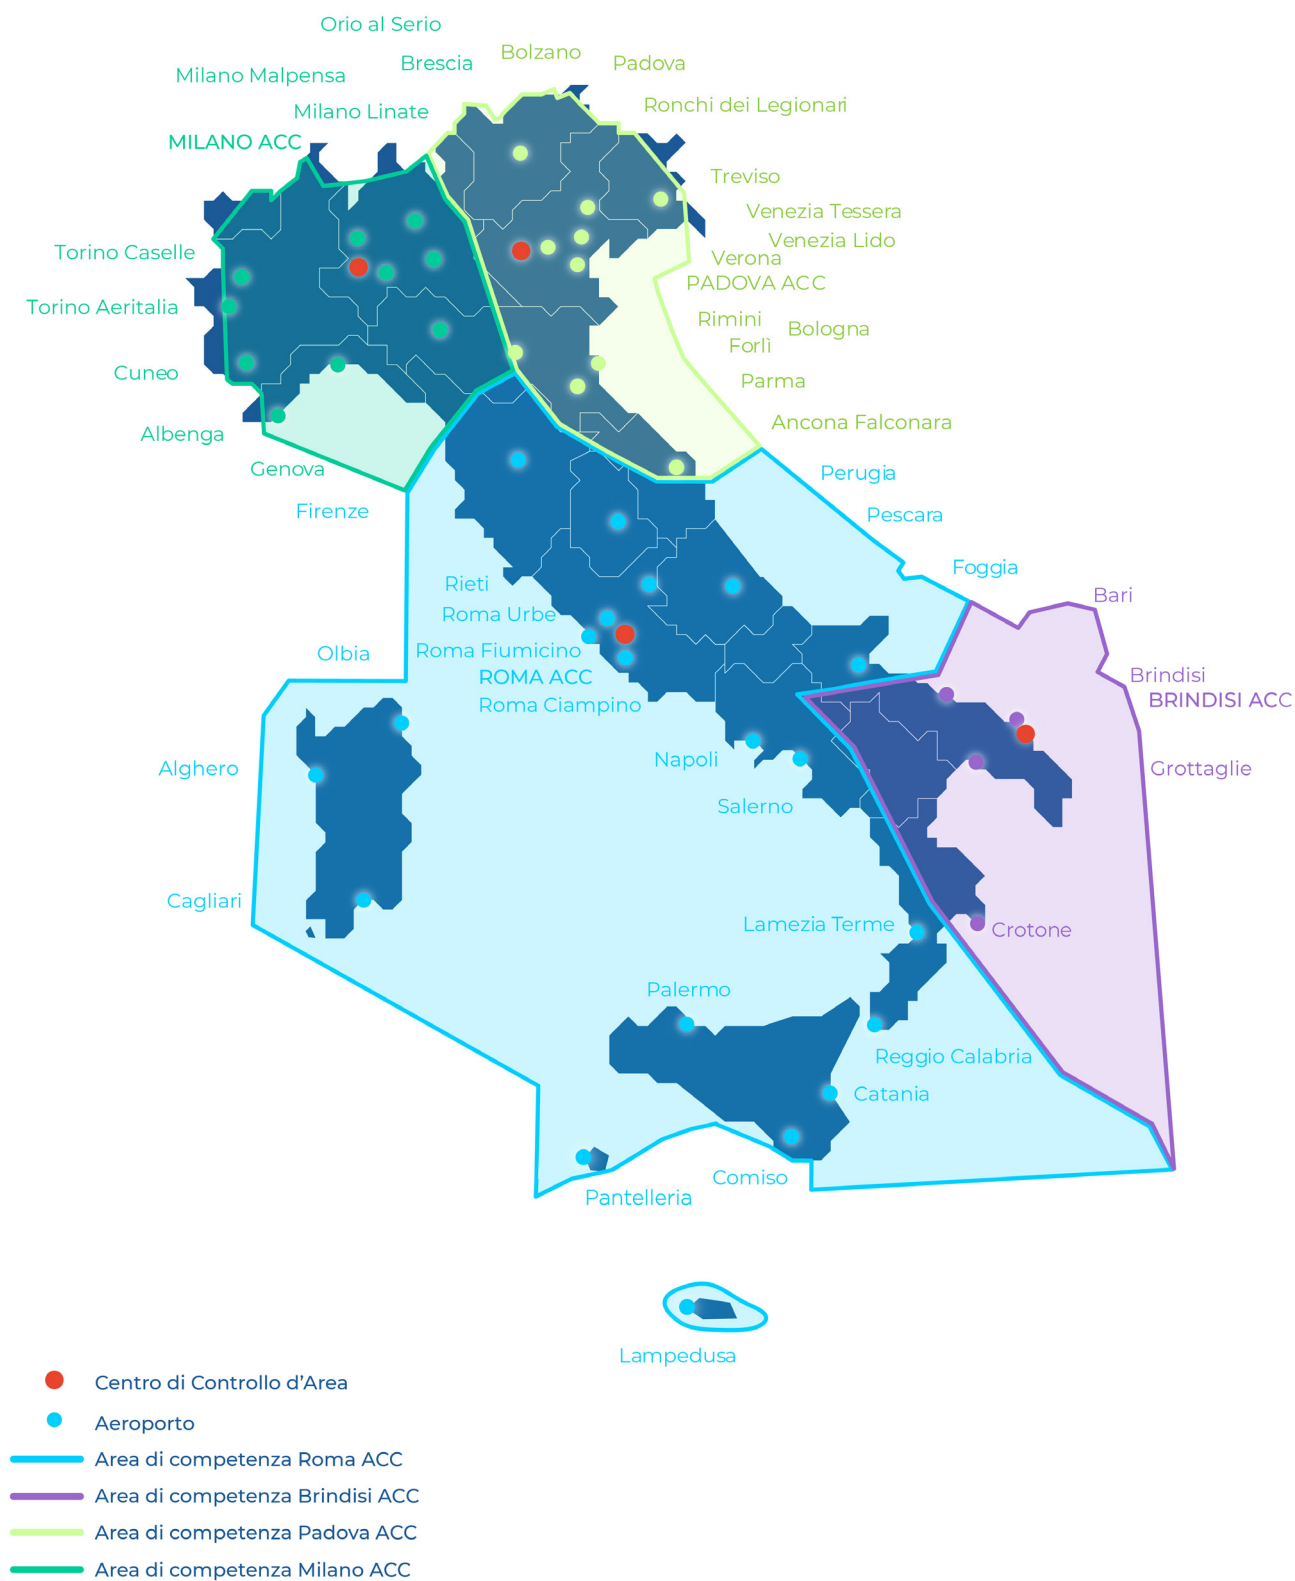 Orio al Serio
Bolzano
Brescia
Padova
Milano Malpensa
Ronchi dei Legionari
Milano Linate
MILANO ACC
Treviso
Venezia Tessera
Venezia Lido
Torino Caselle
Verona
PADOVA ACC
Torino Aeritalia
Rimini
Bologna
Forlì
Cuneo
Parma
Ancona Falconara
Albenga
Genova
Perugia
Firenze
Pescara
Foggia
Rieti
Bari
Roma Urbe
Roma Fiumicino
Olbia
ROMA ACC
Brindisi
BRINDISI ACC
Roma Ciampino
Napoli
Alghero
Grottaglie
Salerno
Cagliari
Lamezia Terme
Crotone
Palermo
Reggio Calabria
Catania
Comiso
Pantelleria
Lampedusa
Centro di Controllo d'Area
Aeroporto
Area di competenza Roma ACC
Area di competenza Brindisi ACC
Area di competenza Padova ACC
Area di competenza Milano ACC